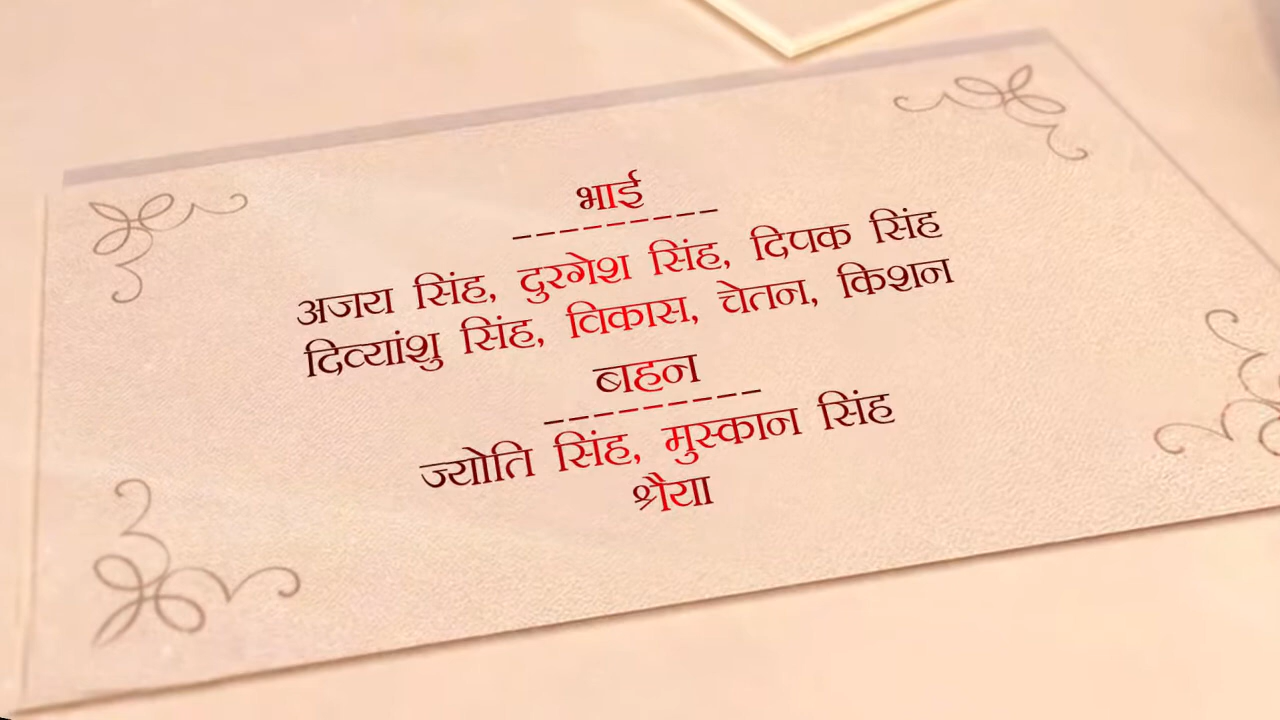 भाई
---------
अजय सिंह, दुरगेश सिंह, दिपक सिंह
दिव्यांशु सिंह, विकास, चेतन, किशन
बहन
---------
ज्योति सिंह, मुस्कान सिंह
श्रैया